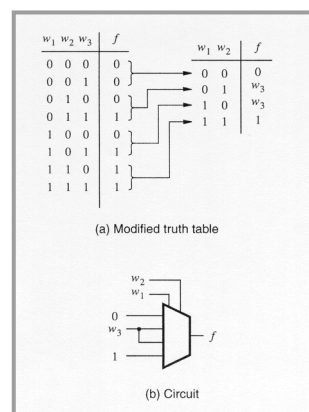 w₁ w₂ w₃ f
0 0 0 0
0 0 1 0
0 1 0 0
0 1 1 1
1 0 0 0
1 0 1 1
1 1 0 1
1 1 1 1
w₁ w₂ f
0 0 0
0 1 w₃
1 0 w₃
1 1 1
(a) Modified truth table
w₂
w₁
0
w₃
1
f
(b) Circuit